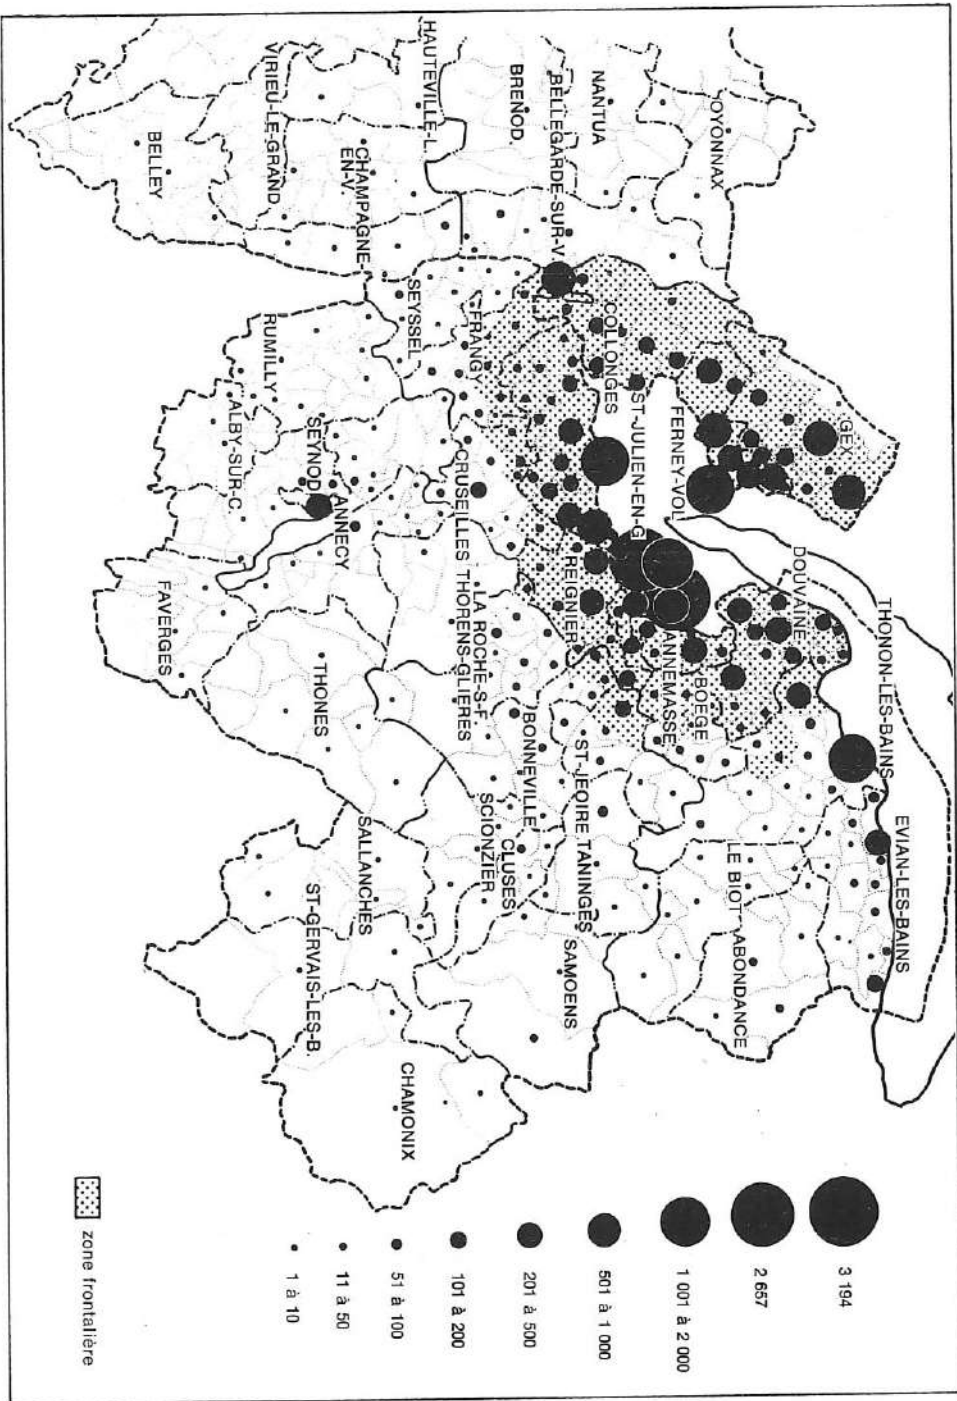 OYONNAX
NANTUA
BELLEGARDE-SUR-V
BRENOD
HAUTEVILLE-L.
CHAMPAGNE-
EN-V.
VIRIEU-LE-GRAND
BELLEY
GEX
FERNEY-VOL
ST-JULIEN-EN-G
COLLONGES
FRANGY
SEYSSEL
RUMILLY
ALBY-SUR-C.
SEYNOD
ANNECY
CRUSEILLES
THORENS-GLIERES
LA ROCHE-S-F
REIGNIER
ANNEMASSE
BOEGE
DOUVAINE
THONON-LES-BAINS
EVIAN-LES-BAINS
LE BIOT
ABONDANCE
ST-JEOIRE
TANINGES
SAMOENS
BONNEVILLE
CLUSES
SCIONZIER
THONES
FAVERGES
SALLANCHES
ST-GERVAIS-LES-B.
CHAMONIX
3 194
2 657
1 001 à 2 000
501 à 1 000
201 à 500
101 à 200
51 à 100
11 à 50
1 à 10
zone frontalière